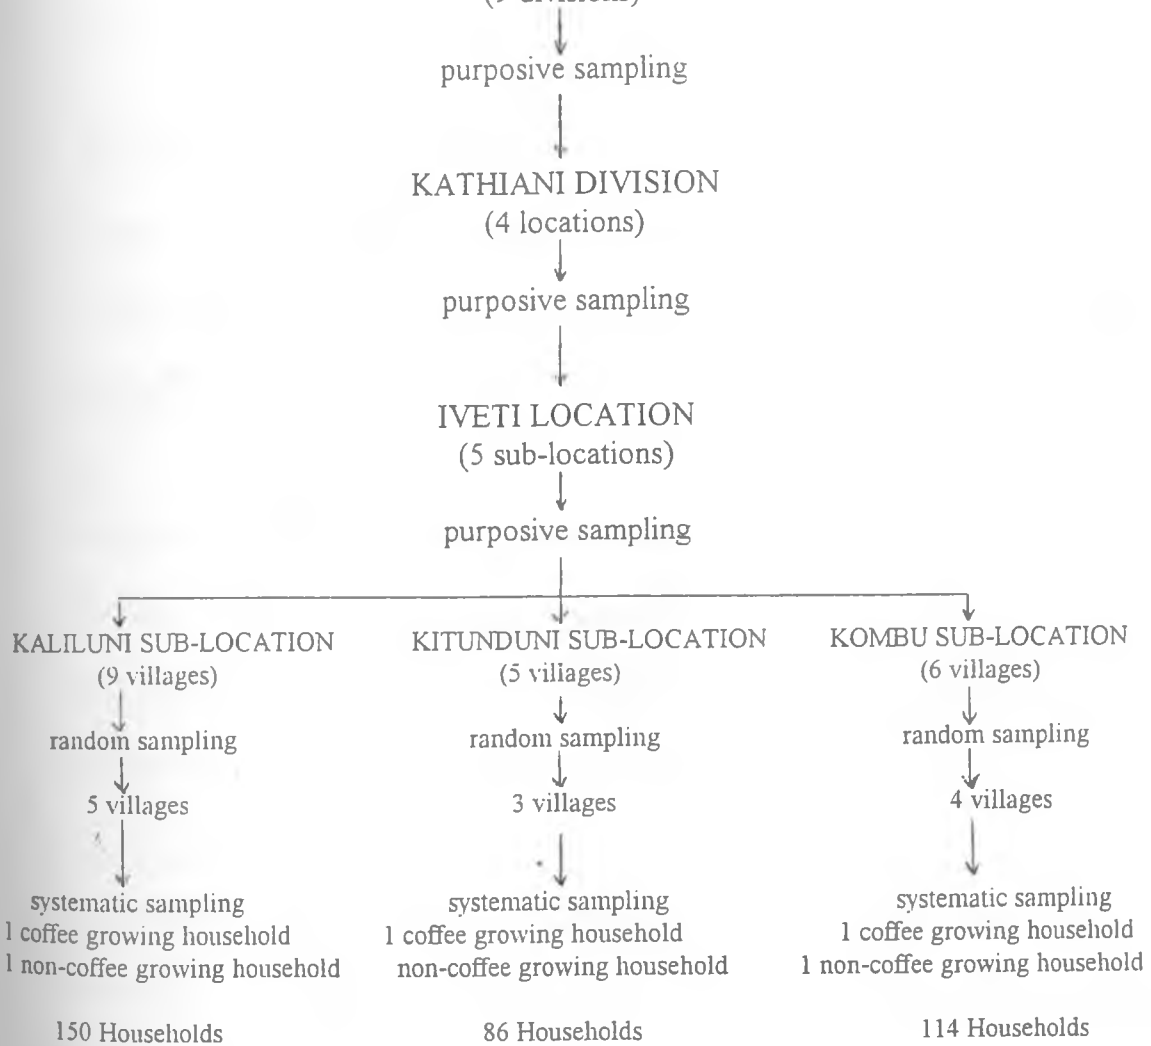 purposive sampling
KATHIANI DIVISION
(4 locations)
purposive sampling
IVETI LOCATION
(5 sub-locations)
purposive sampling
KALILUNI SUB-LOCATION
(9 villages)
random sampling
5 villages
systematic sampling
1 coffee growing household
1 non-coffee growing household
150 Households
KITUNDUNI SUB-LOCATION
(5 villages)
random sampling
3 villages
systematic sampling
1 coffee growing household
non-coffee growing household
86 Households
KOMBU SUB-LOCATION
(6 villages)
random sampling
4 villages
systematic sampling
1 coffee growing household
1 non-coffee growing household
114 Households